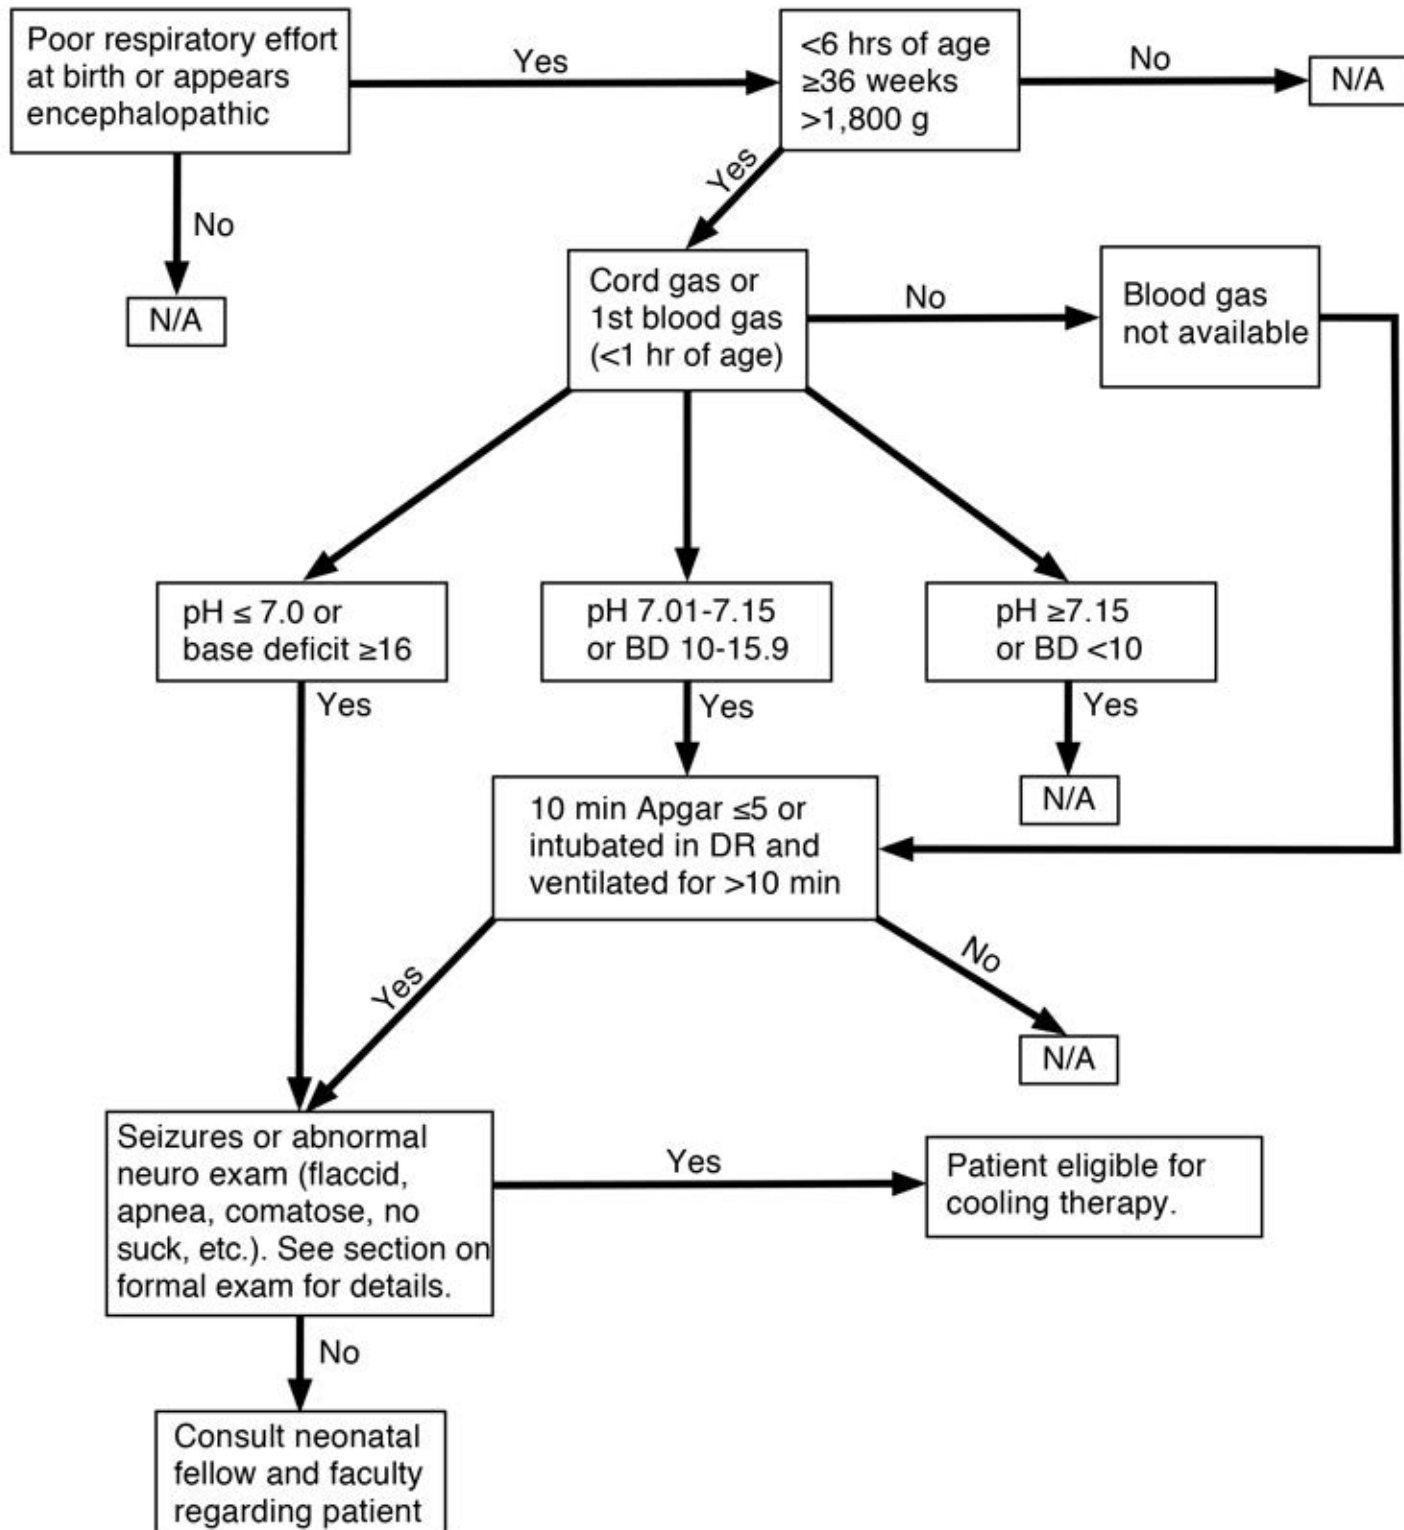 Poor respiratory effort
at birth or appears
encephalopathic
Yes
<6 hrs of age
≥36 weeks
>1,800 g
No
N/A
No
N/A
Yes
Cord gas or
1st blood gas
(<1 hr of age)
No
Blood gas
not available
pH ≤ 7.0 or
base deficit ≥16
pH 7.01-7.15
or BD 10-15.9
pH ≥7.15
or BD <10
Yes
Yes
Yes
N/A
10 min Apgar ≤5 or
intubated in DR and
ventilated for >10 min
Yes
No
N/A
Seizures or abnormal
neuro exam (flaccid,
apnea, comatose, no
suck, etc.). See section on
formal exam for details.
Yes
Patient eligible for
cooling therapy.
No
Consult neonatal
fellow and faculty
regarding patient